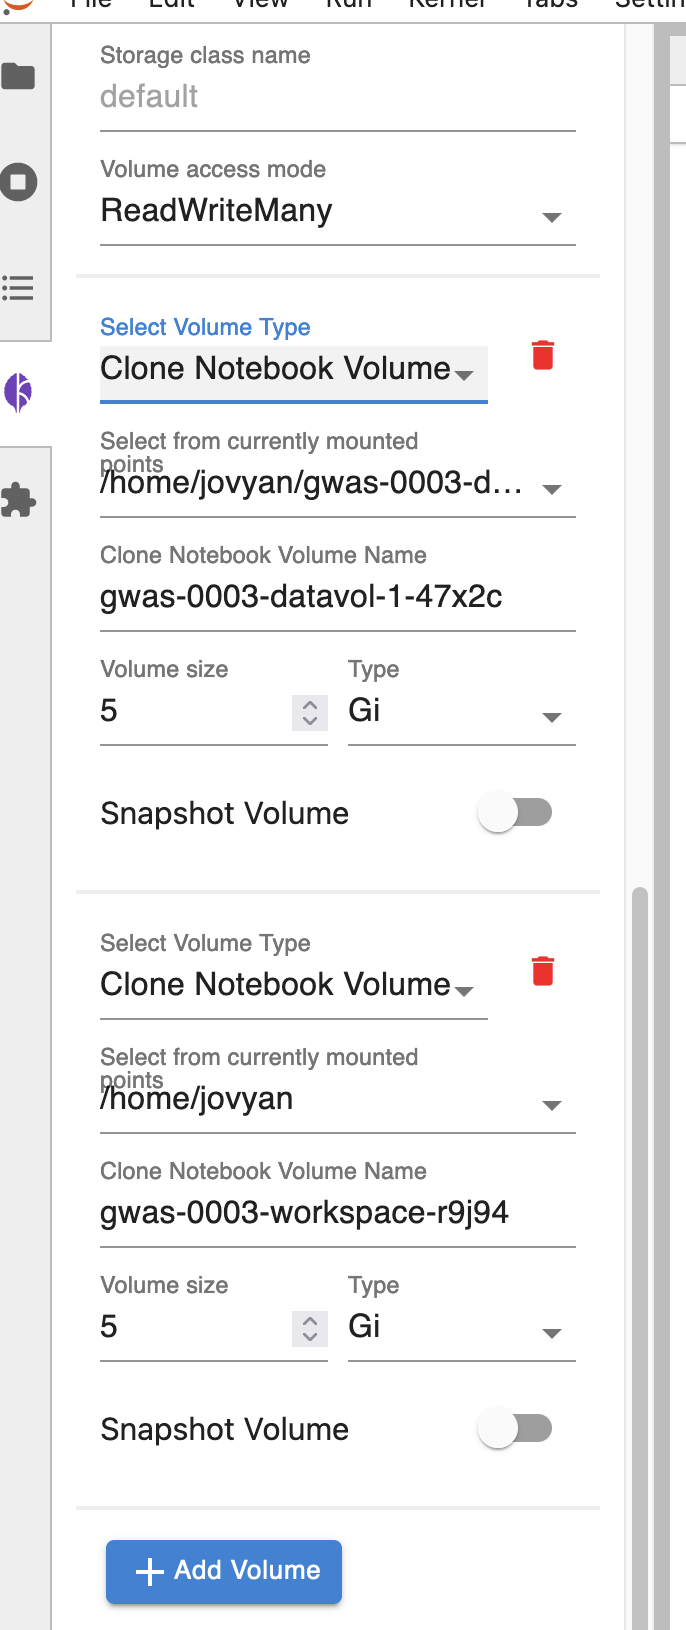 File Edit View Run Kernel Tabs
Storage class name
default
Volume access mode
ReadWriteMany
Select Volume Type
Clone Notebook Volume
Select from currently mounted
points
/home/jovyan/gwas-0003-d...
Clone Notebook Volume Name
gwas-0003-datavol-1-47x2c
Volume size Type
5 Gi
Snapshot Volume
Select Volume Type
Clone Notebook Volume
Select from currently mounted
points
/home/jovyan
Clone Notebook Volume Name
gwas-0003-workspace-r9j94
Volume size Type
5 Gi
Snapshot Volume
Add Volume